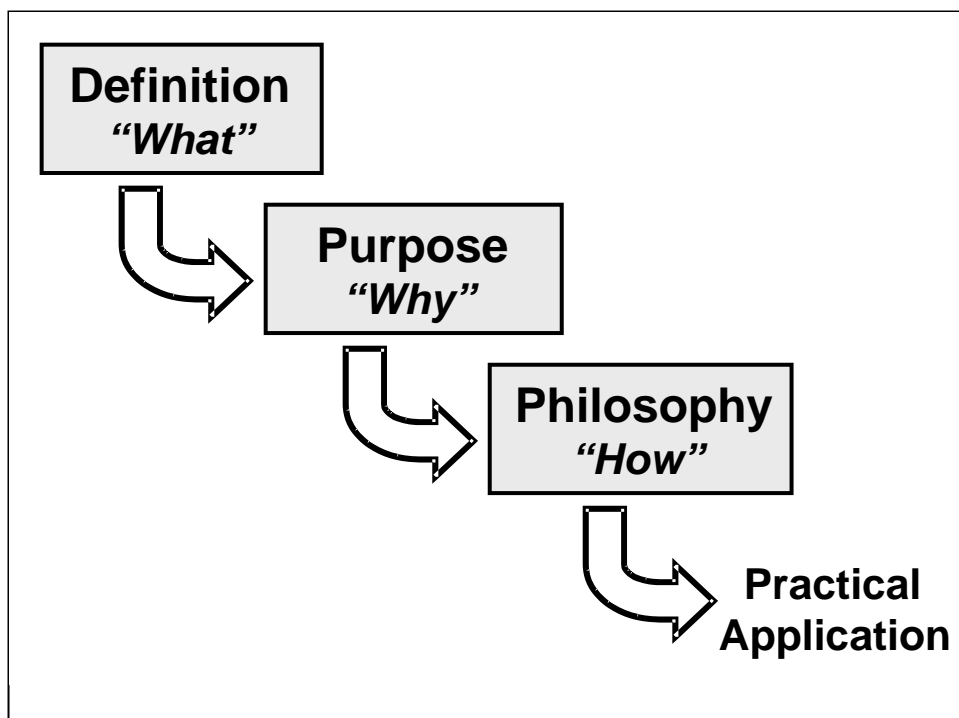 Definition
“What”
Purpose
“Why”
Philosophy
“How”
Practical
Application